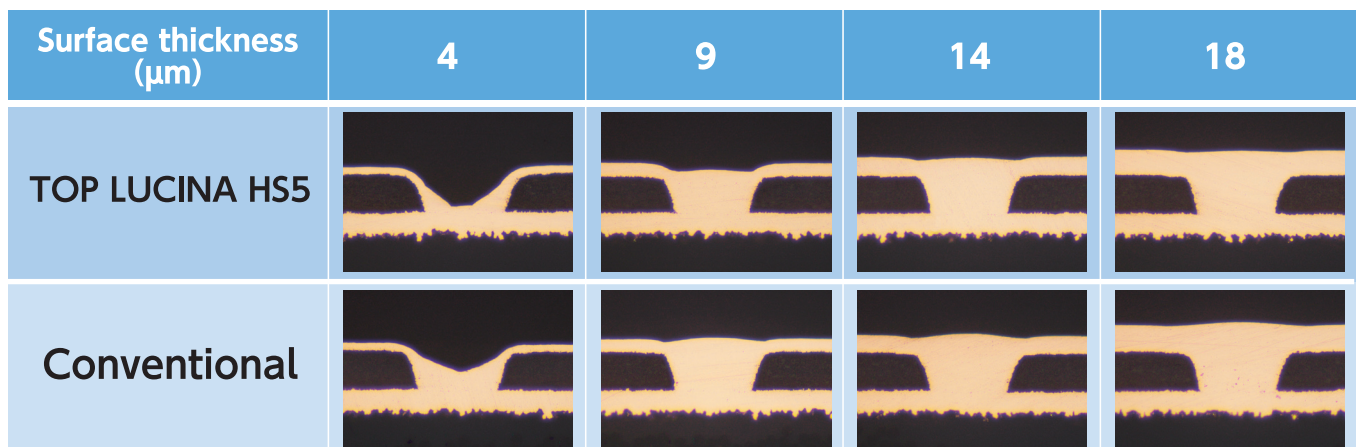 Surface thickness
(μm)
4
9
14
18
TOP LUCINA HS5
Conventional